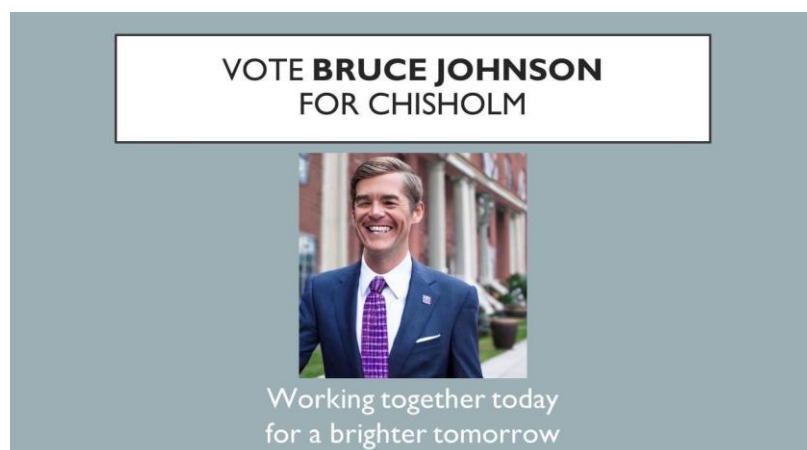 VOTE BRUCE JOHNSON
FOR CHISHOLM
Working together today
for a brighter tomorrow